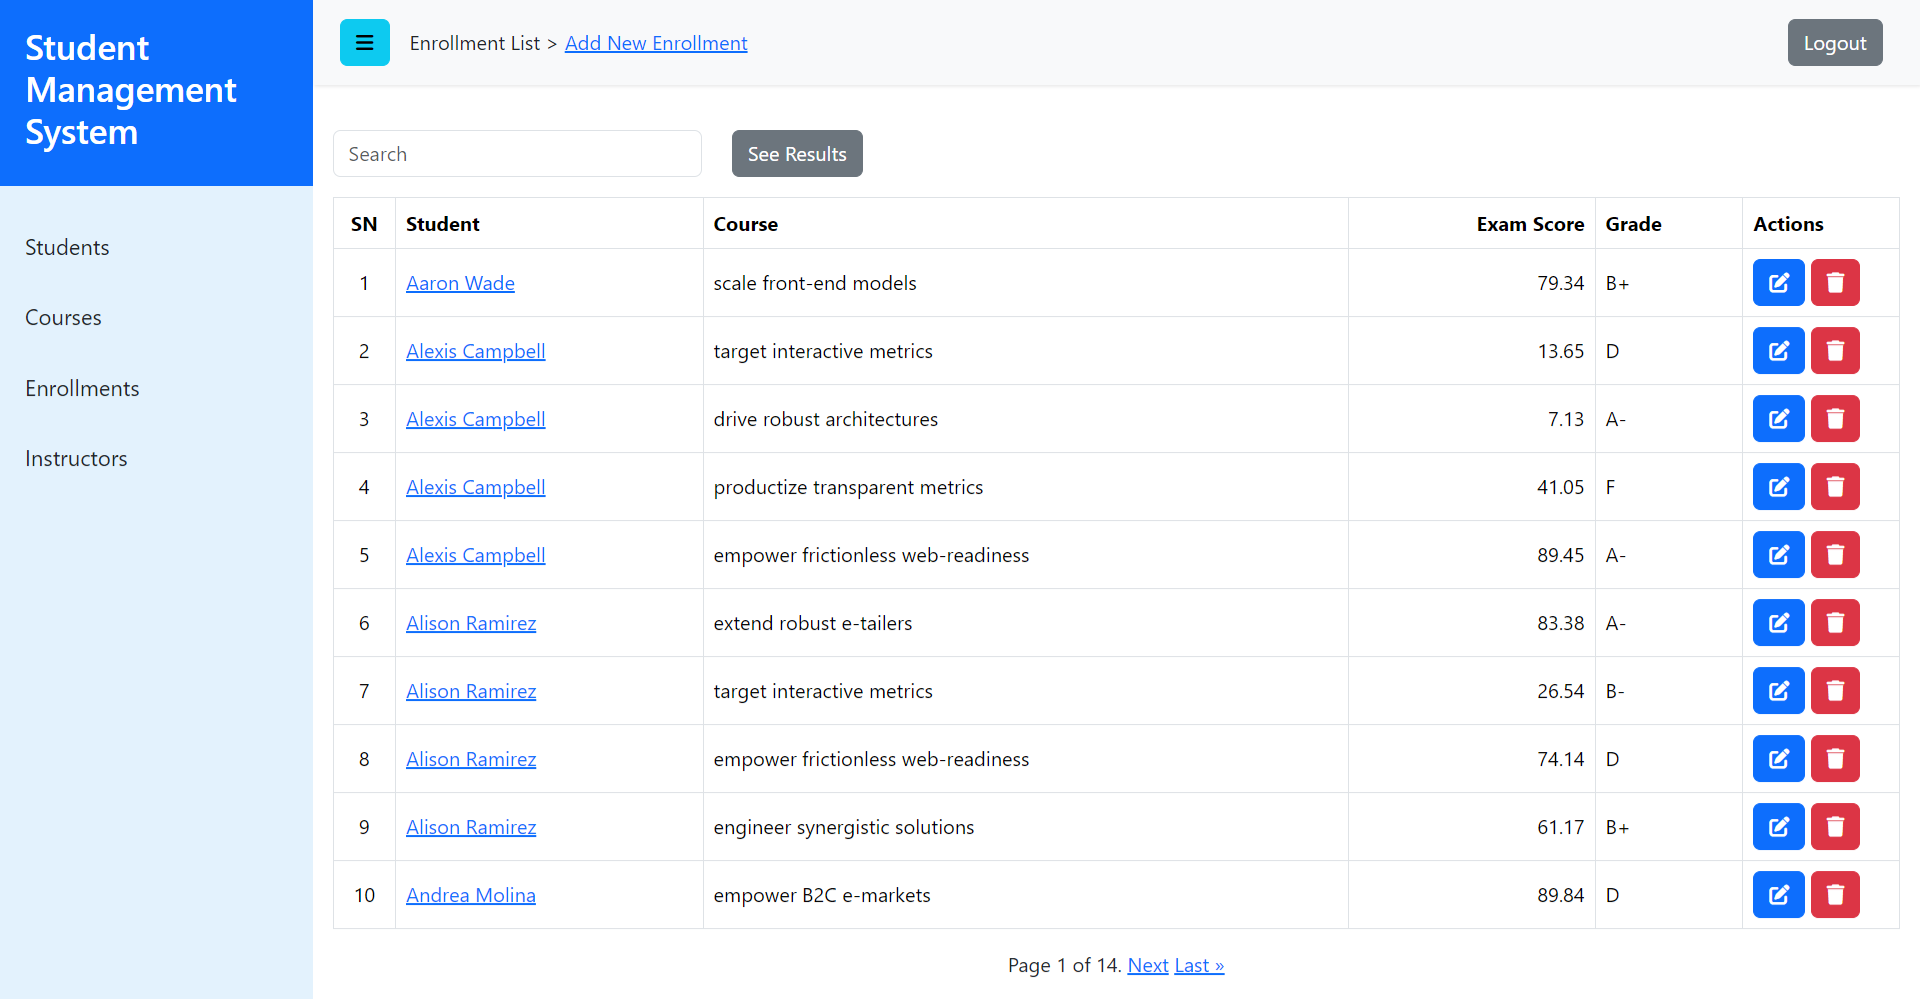 Student
Management
System
Students
Courses
Enrollments
Instructors
Enrollment List > Add New Enrollment
Logout
Search
See Results
SN Student Course Exam Score Grade Actions
1 Aaron Wade scale front-end models 79.34 B+
2 Alexis Campbell target interactive metrics 13.65 D
3 Alexis Campbell drive robust architectures 7.13 A-
4 Alexis Campbell productize transparent metrics 41.05 F
5 Alexis Campbell empower frictionless web-readiness 89.45 A-
6 Alison Ramirez extend robust e-tailers 83.38 A-
7 Alison Ramirez target interactive metrics 26.54 B-
8 Alison Ramirez empower frictionless web-readiness 74.14 D
9 Alison Ramirez engineer synergistic solutions 61.17 B+
10 Andrea Molina empower B2C e-markets 89.84 D
Page 1 of 14. Next Last »